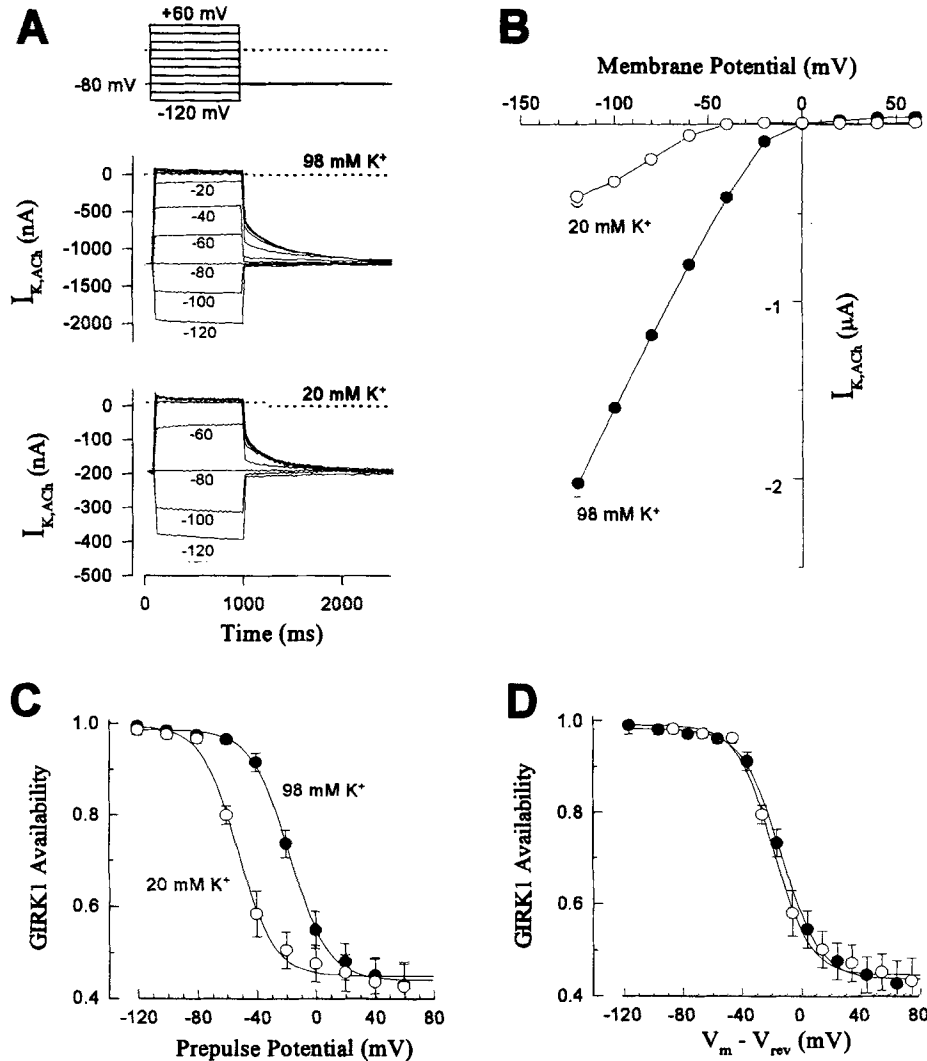 A
+60 mV
-80 mV
-120 mV
98 mM K⁺
0
-500
-1000
-1500
-2000
I_K,ACh (nA)
-20
-40
-60
-80
-100
-120
20 mM K⁺
0
-100
-200
-300
-400
-500
I_K,ACh (nA)
-60
-80
-100
-120
0 1000 2000
Time (ms)
B
Membrane Potential (mV)
-150 -100 -50 0 50
20 mM K⁺
98 mM K⁺
-1
-2
I_K,ACh (μA)
C
GIRK1 Availability
1.0
0.8
0.6
0.4
98 mM K⁺
20 mM K⁺
-120 -80 -40 0 40 80
Prepulse Potential (mV)
D
GIRK1 Availability
1.0
0.8
0.6
0.4
-120 -80 -40 0 40 80
V_m - V_rev (mV)